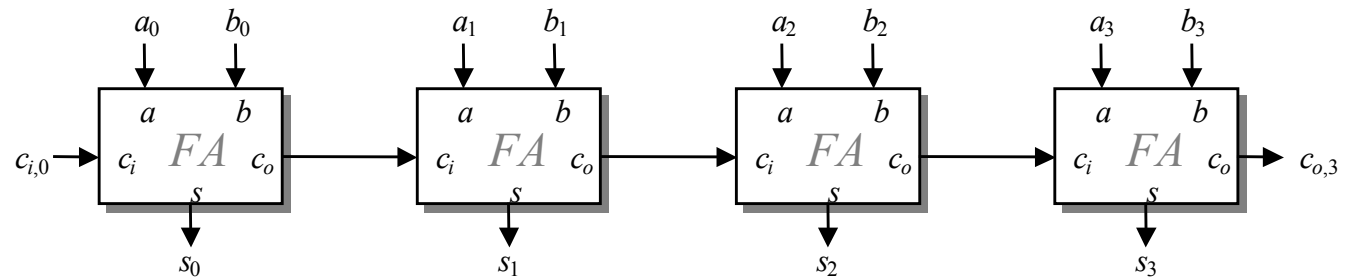 a0 b0 a1 b1 a2 b2 a3 b3
a b a b a b a b
ci,0 ci FA co ci FA co ci FA co ci FA co co,3
s s s s
s0 s1 s2 s3